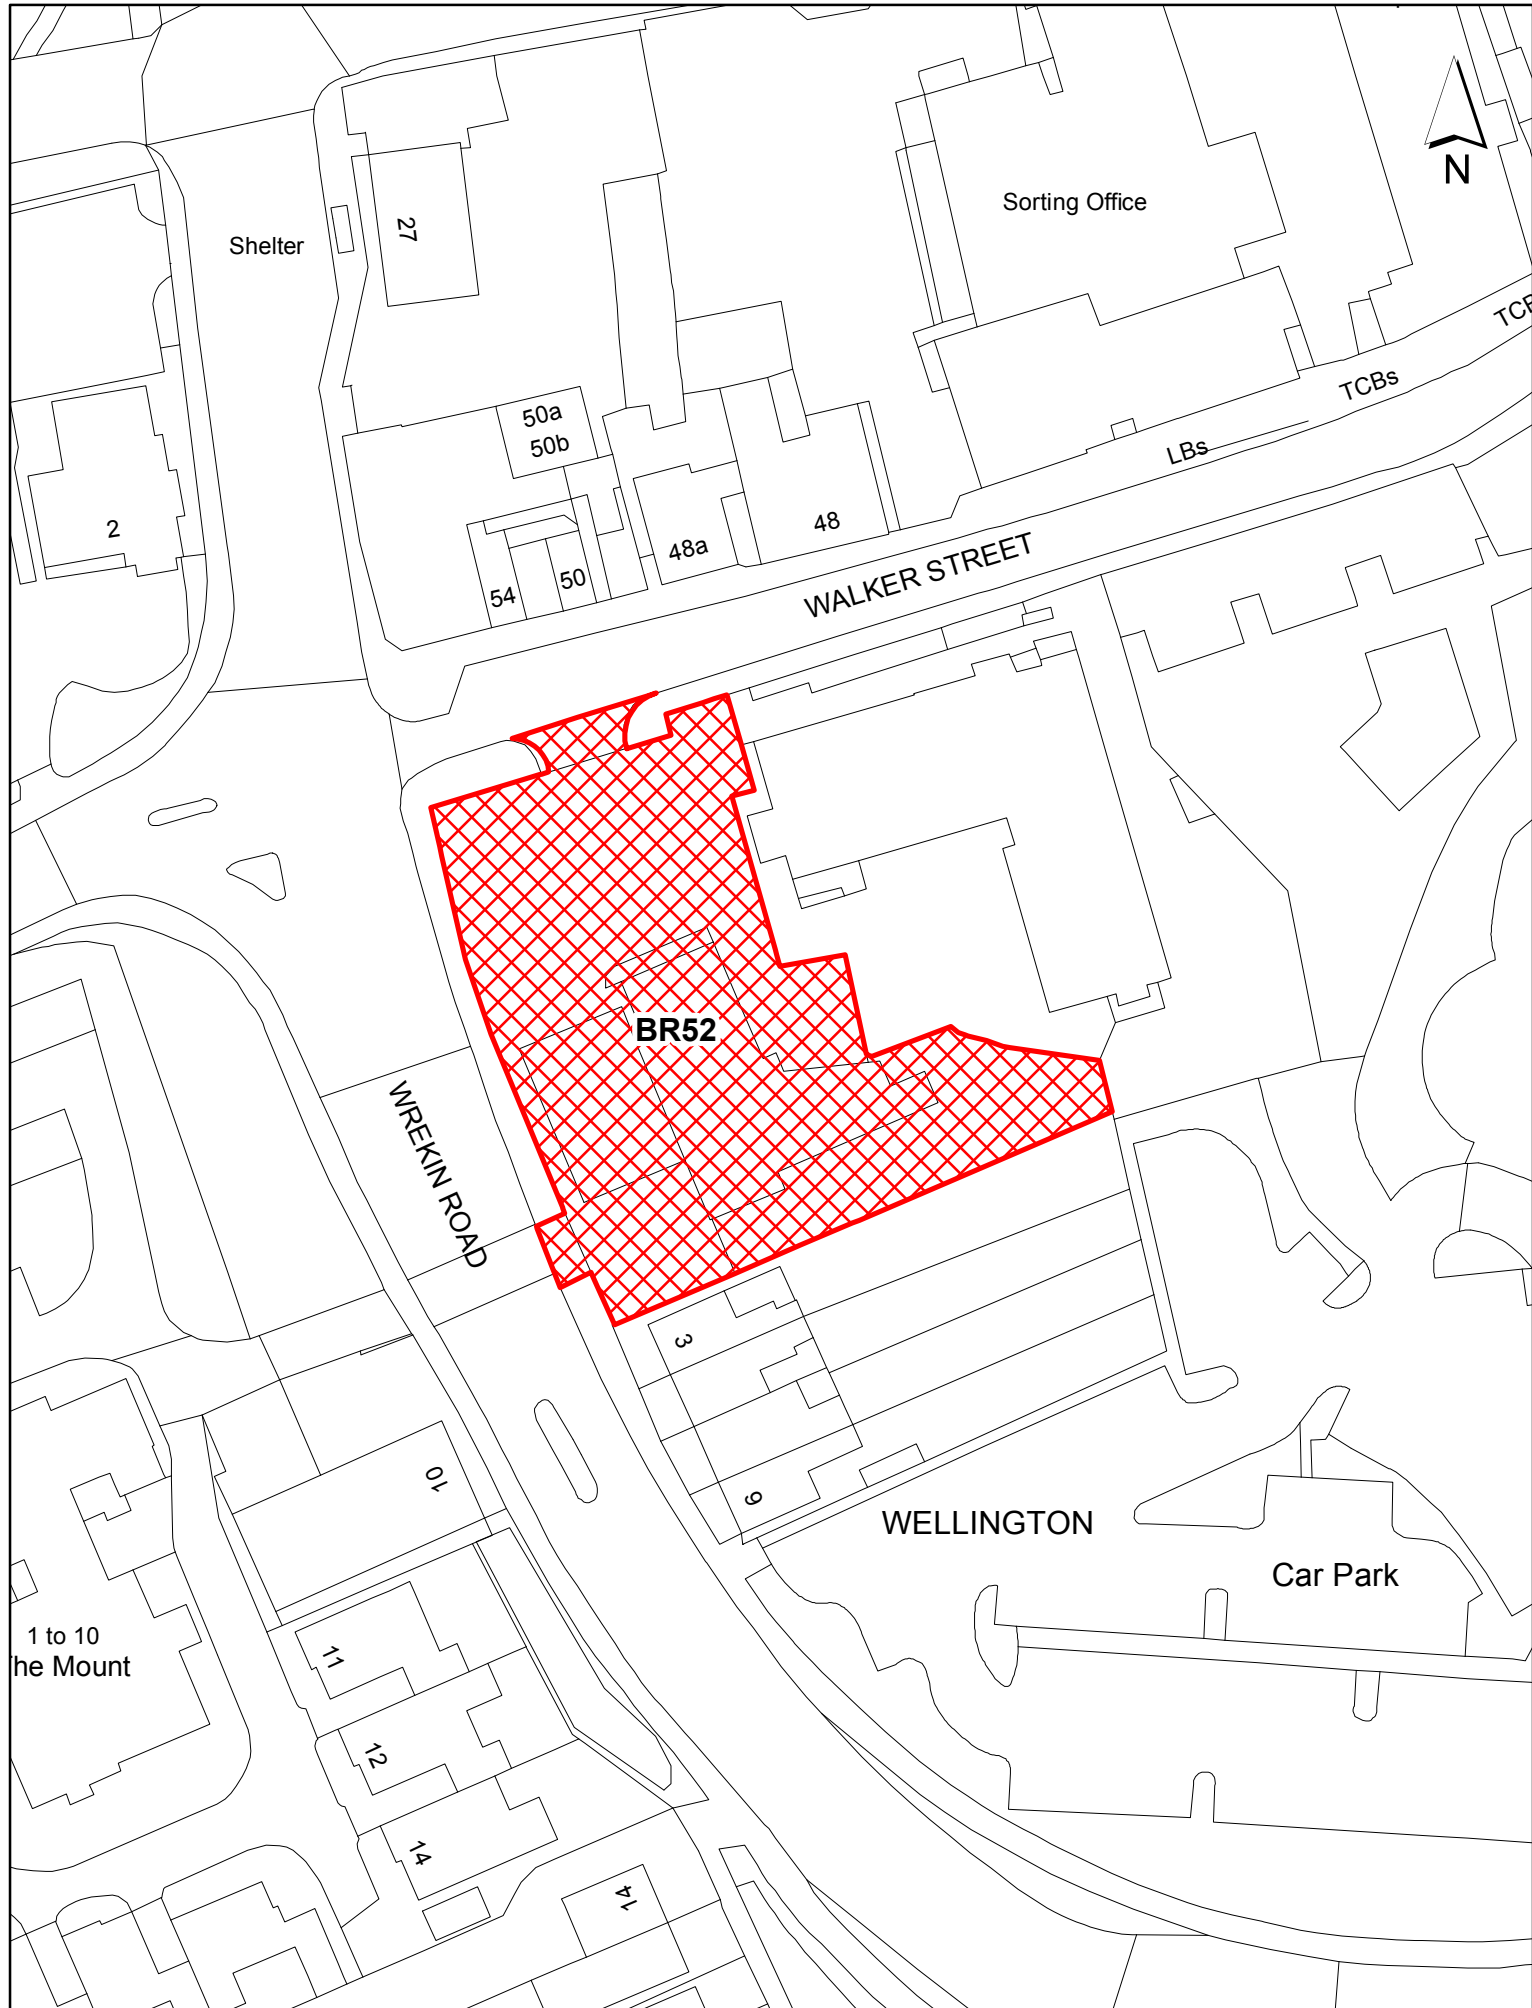 N
Sorting Office
27
Shelter
TCBs
50a
50b
LBs
2
48
48a
50
54
WALKER STREET
BR52
WREKIN ROAD
3
10
9
WELLINGTON
Car Park
1 to 10
he Mount
11
12
14
14